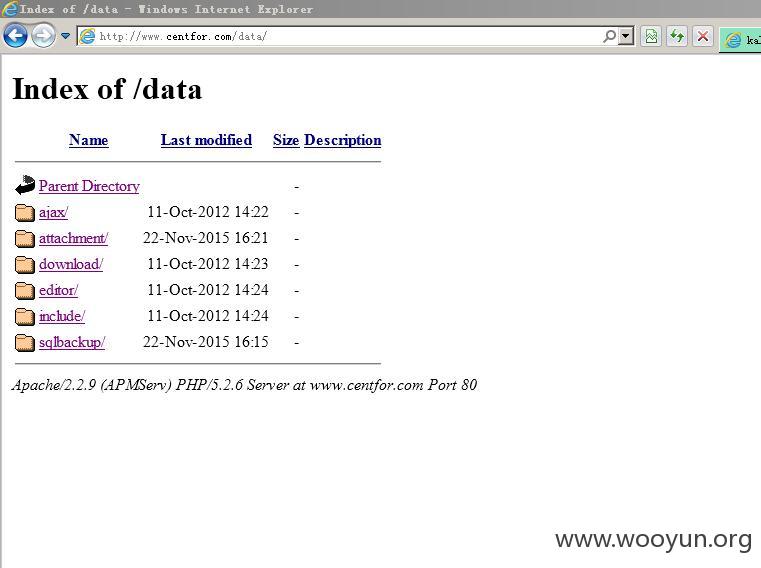 Index of /data - Windows Internet Explorer
http://www.centfor.com/data/
Index of /data
Name Last modified Size Description
Parent Directory -
ajax/ 11-Oct-2012 14:22 -
attachment/ 22-Nov-2015 16:21 -
download/ 11-Oct-2012 14:23 -
editor/ 11-Oct-2012 14:24 -
include/ 11-Oct-2012 14:24 -
sqlbackup/ 22-Nov-2015 16:15 -
Apache/2.2.9 (APMServ) PHP/5.2.6 Server at www.centfor.com Port 80
www.wooyun.org